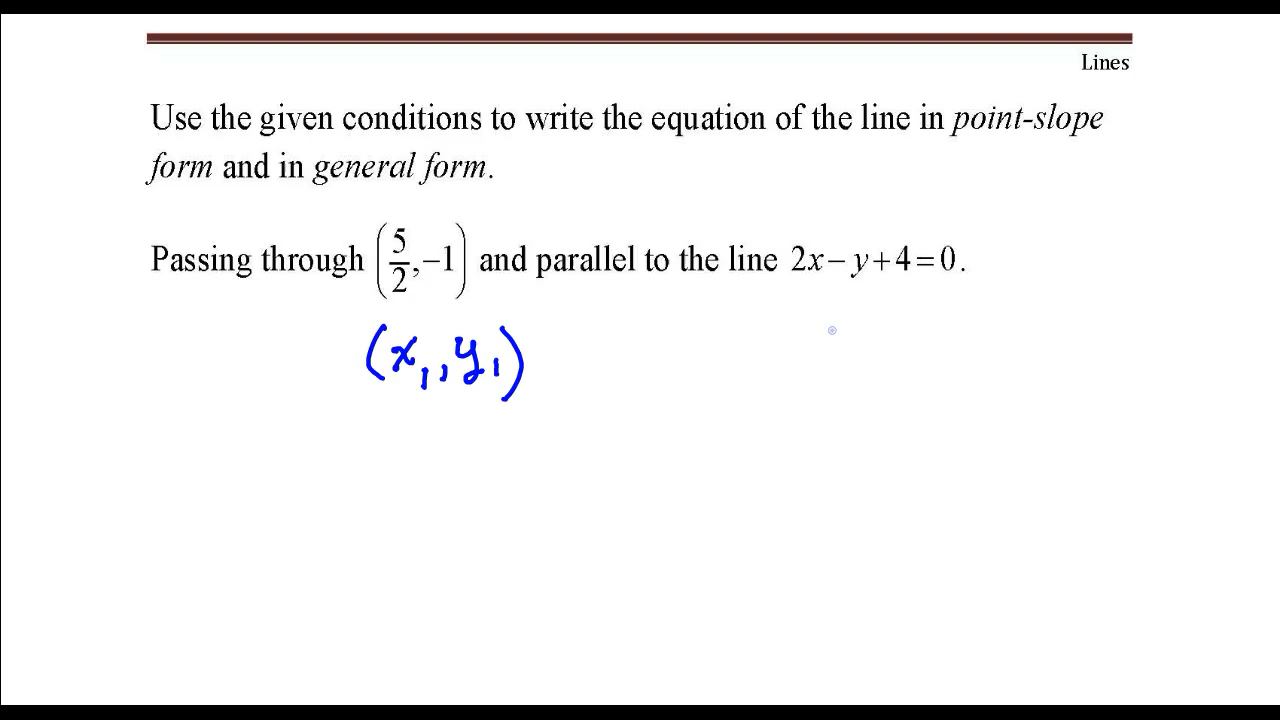 Lines
Use the given conditions to write the equation of the line in point-slope
form and in general form.
Passing through (5/2, −1) and parallel to the line 2x − y + 4 = 0.
(x₁, y₁)